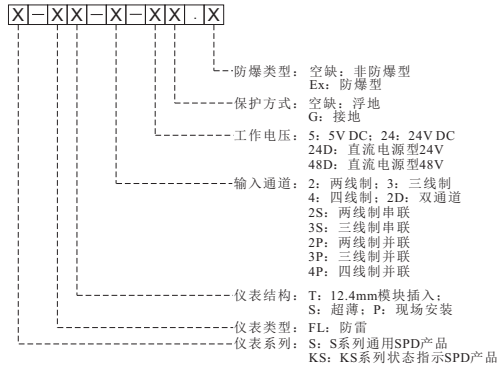 X-XX-X-XX.X
防爆类型：空缺：非防爆型
Ex：防爆型
保护方式：空缺：浮地
G：接地
工作电压：5：5V DC；24：24V DC
24D：直流电源型24V
48D：直流电源型48V
输入通道：2：两线制；3：三线制
4：四线制；2D：双通道
2S：两线制串联
3S：三线制串联
2P：两线制并联
3P：三线制并联
4P：四线制并联
仪表结构：T：12.4mm模块插入；
S：超薄；P：现场安装
仪表类型：FL：防雷
仪表系列：S：S系列通用SPD产品
KS：KS系列状态指示SPD产品